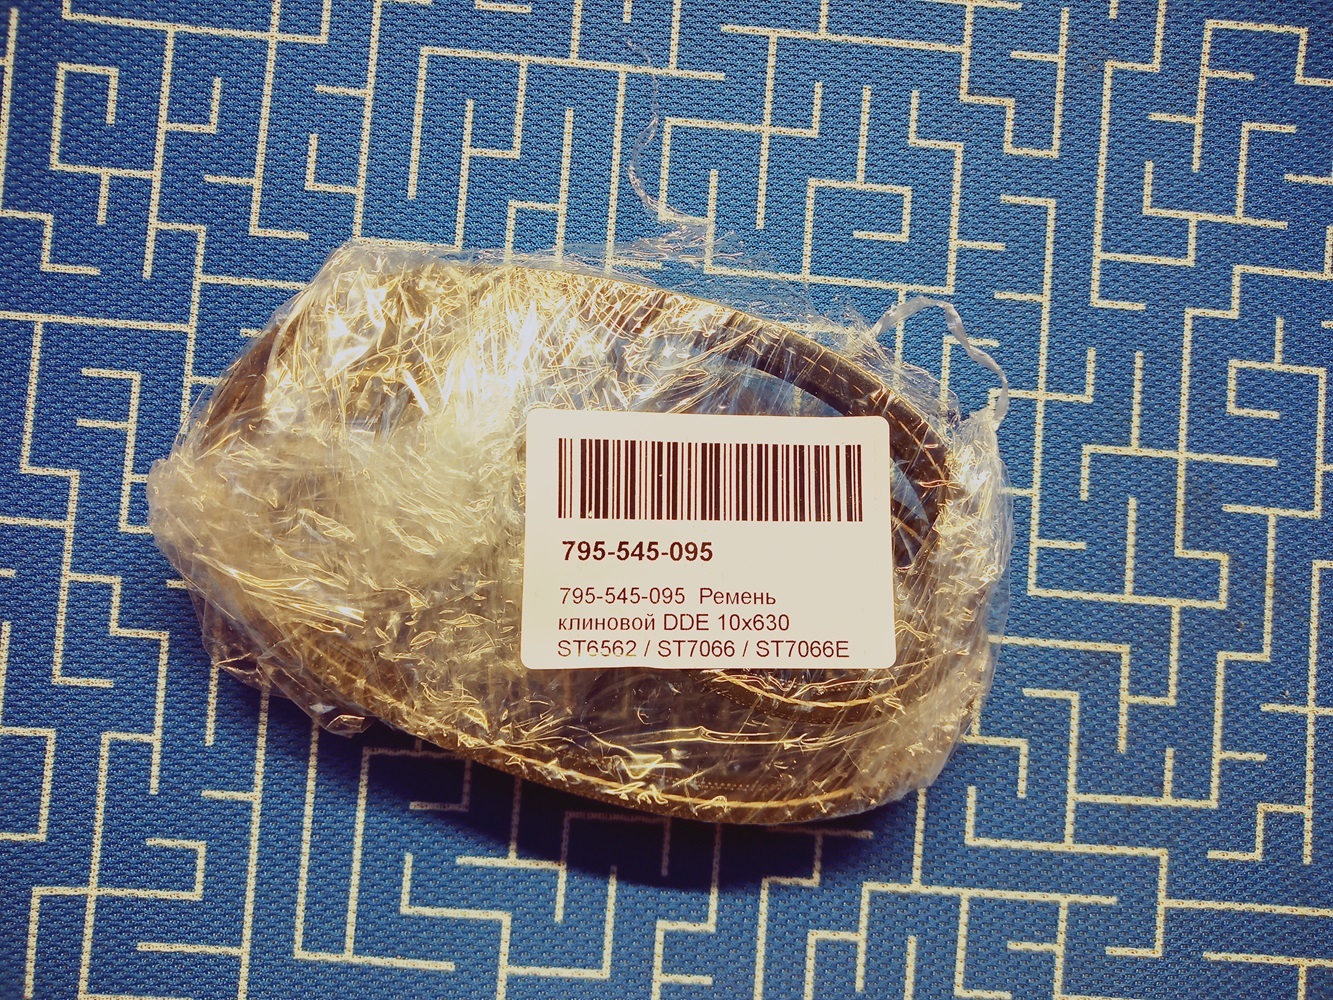 795-545-095
795-545-095 Ремень
клиновой DDE 10x630
ST6562 / ST7066 / ST7066E